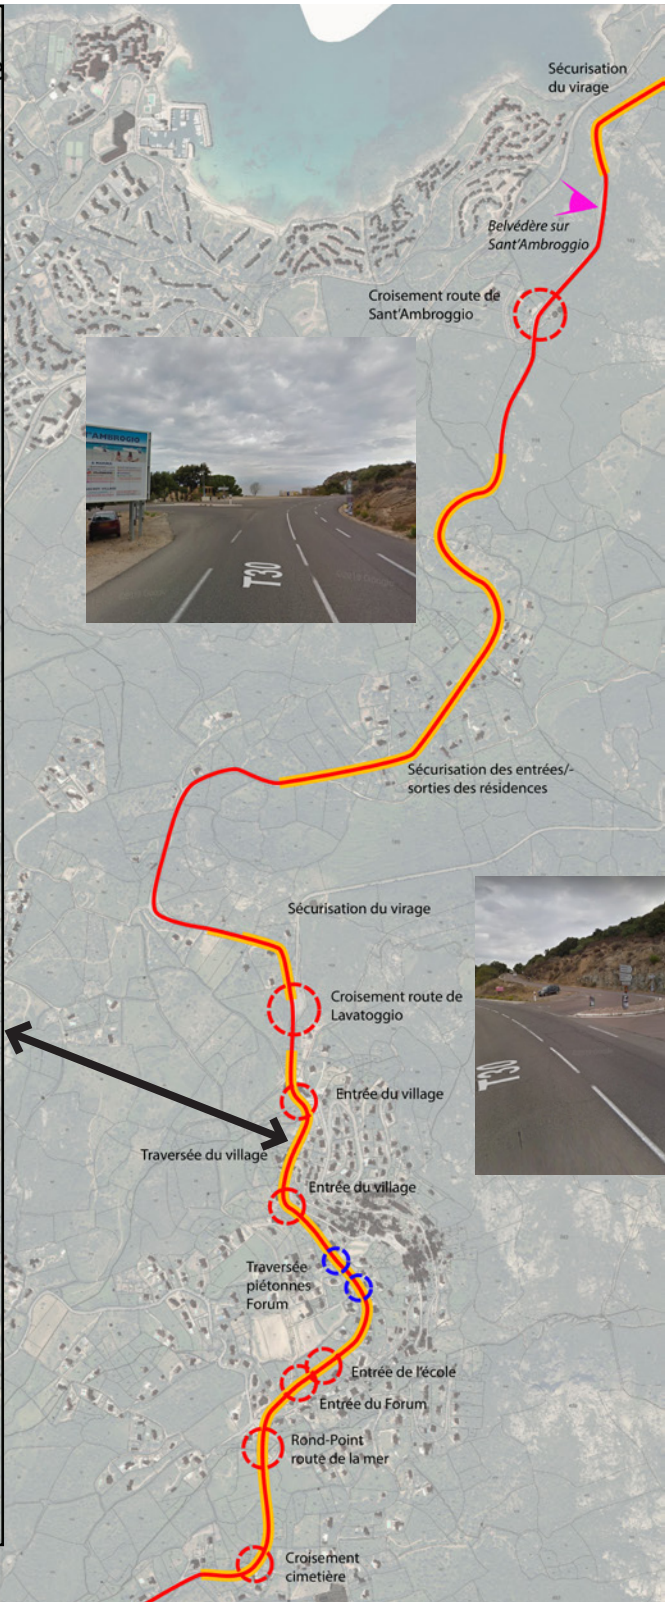 Sécurisation
du virage
Belvédère sur
Sant'Ambroggio
Croisement route de
Sant'Ambroggio
T30
Sécurisation des entrées/-
sorties des résidences
Sécurisation du virage
Croisement route de
Lavatoggio
T30
Entrée du village
Traversée du village
Entrée du village
Traversée
piétonnes
Forum
Entrée de l'école
Entrée du Forum
Rond-Point
route de la mer
Croisement
cimetière